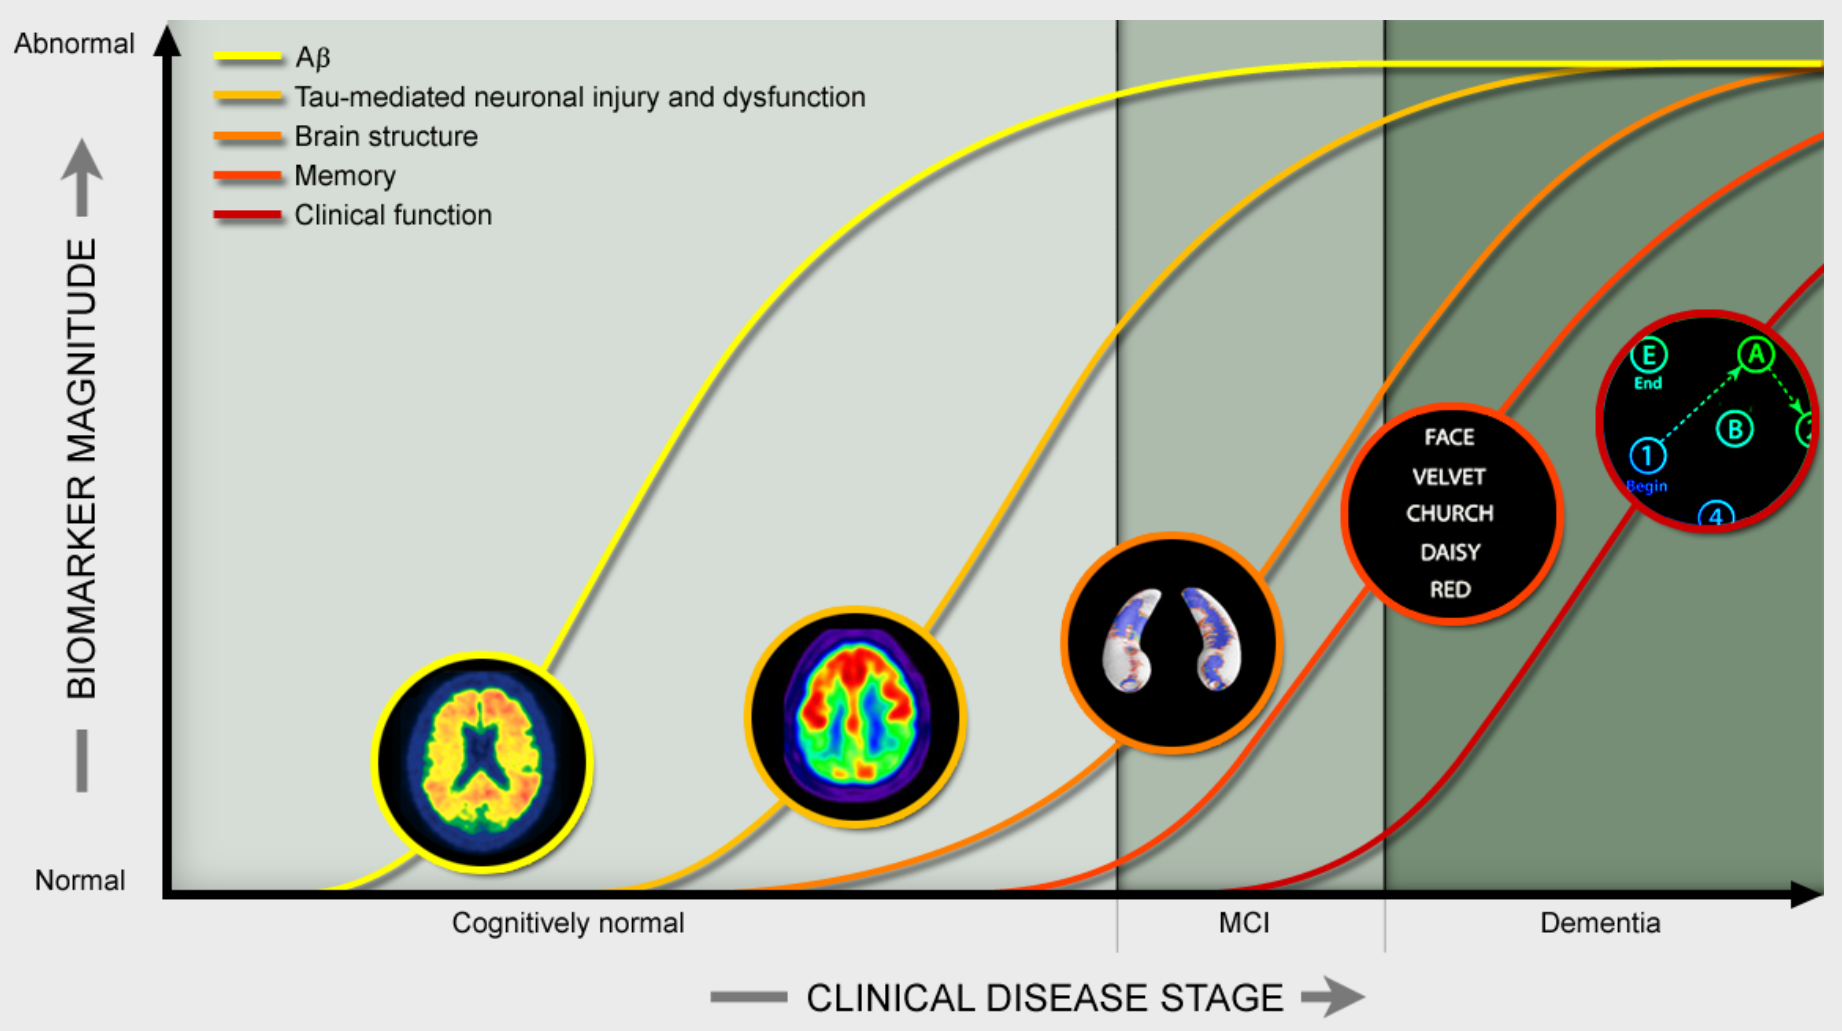 Abnormal
Aβ
Tau-mediated neuronal injury and dysfunction
Brain structure
Memory
Clinical function
BIOMARKER MAGNITUDE
E
End
A
B
2
1
Begin
4
FACE
VELVET
CHURCH
DAISY
RED
Normal
Cognitively normal
MCI
Dementia
CLINICAL DISEASE STAGE